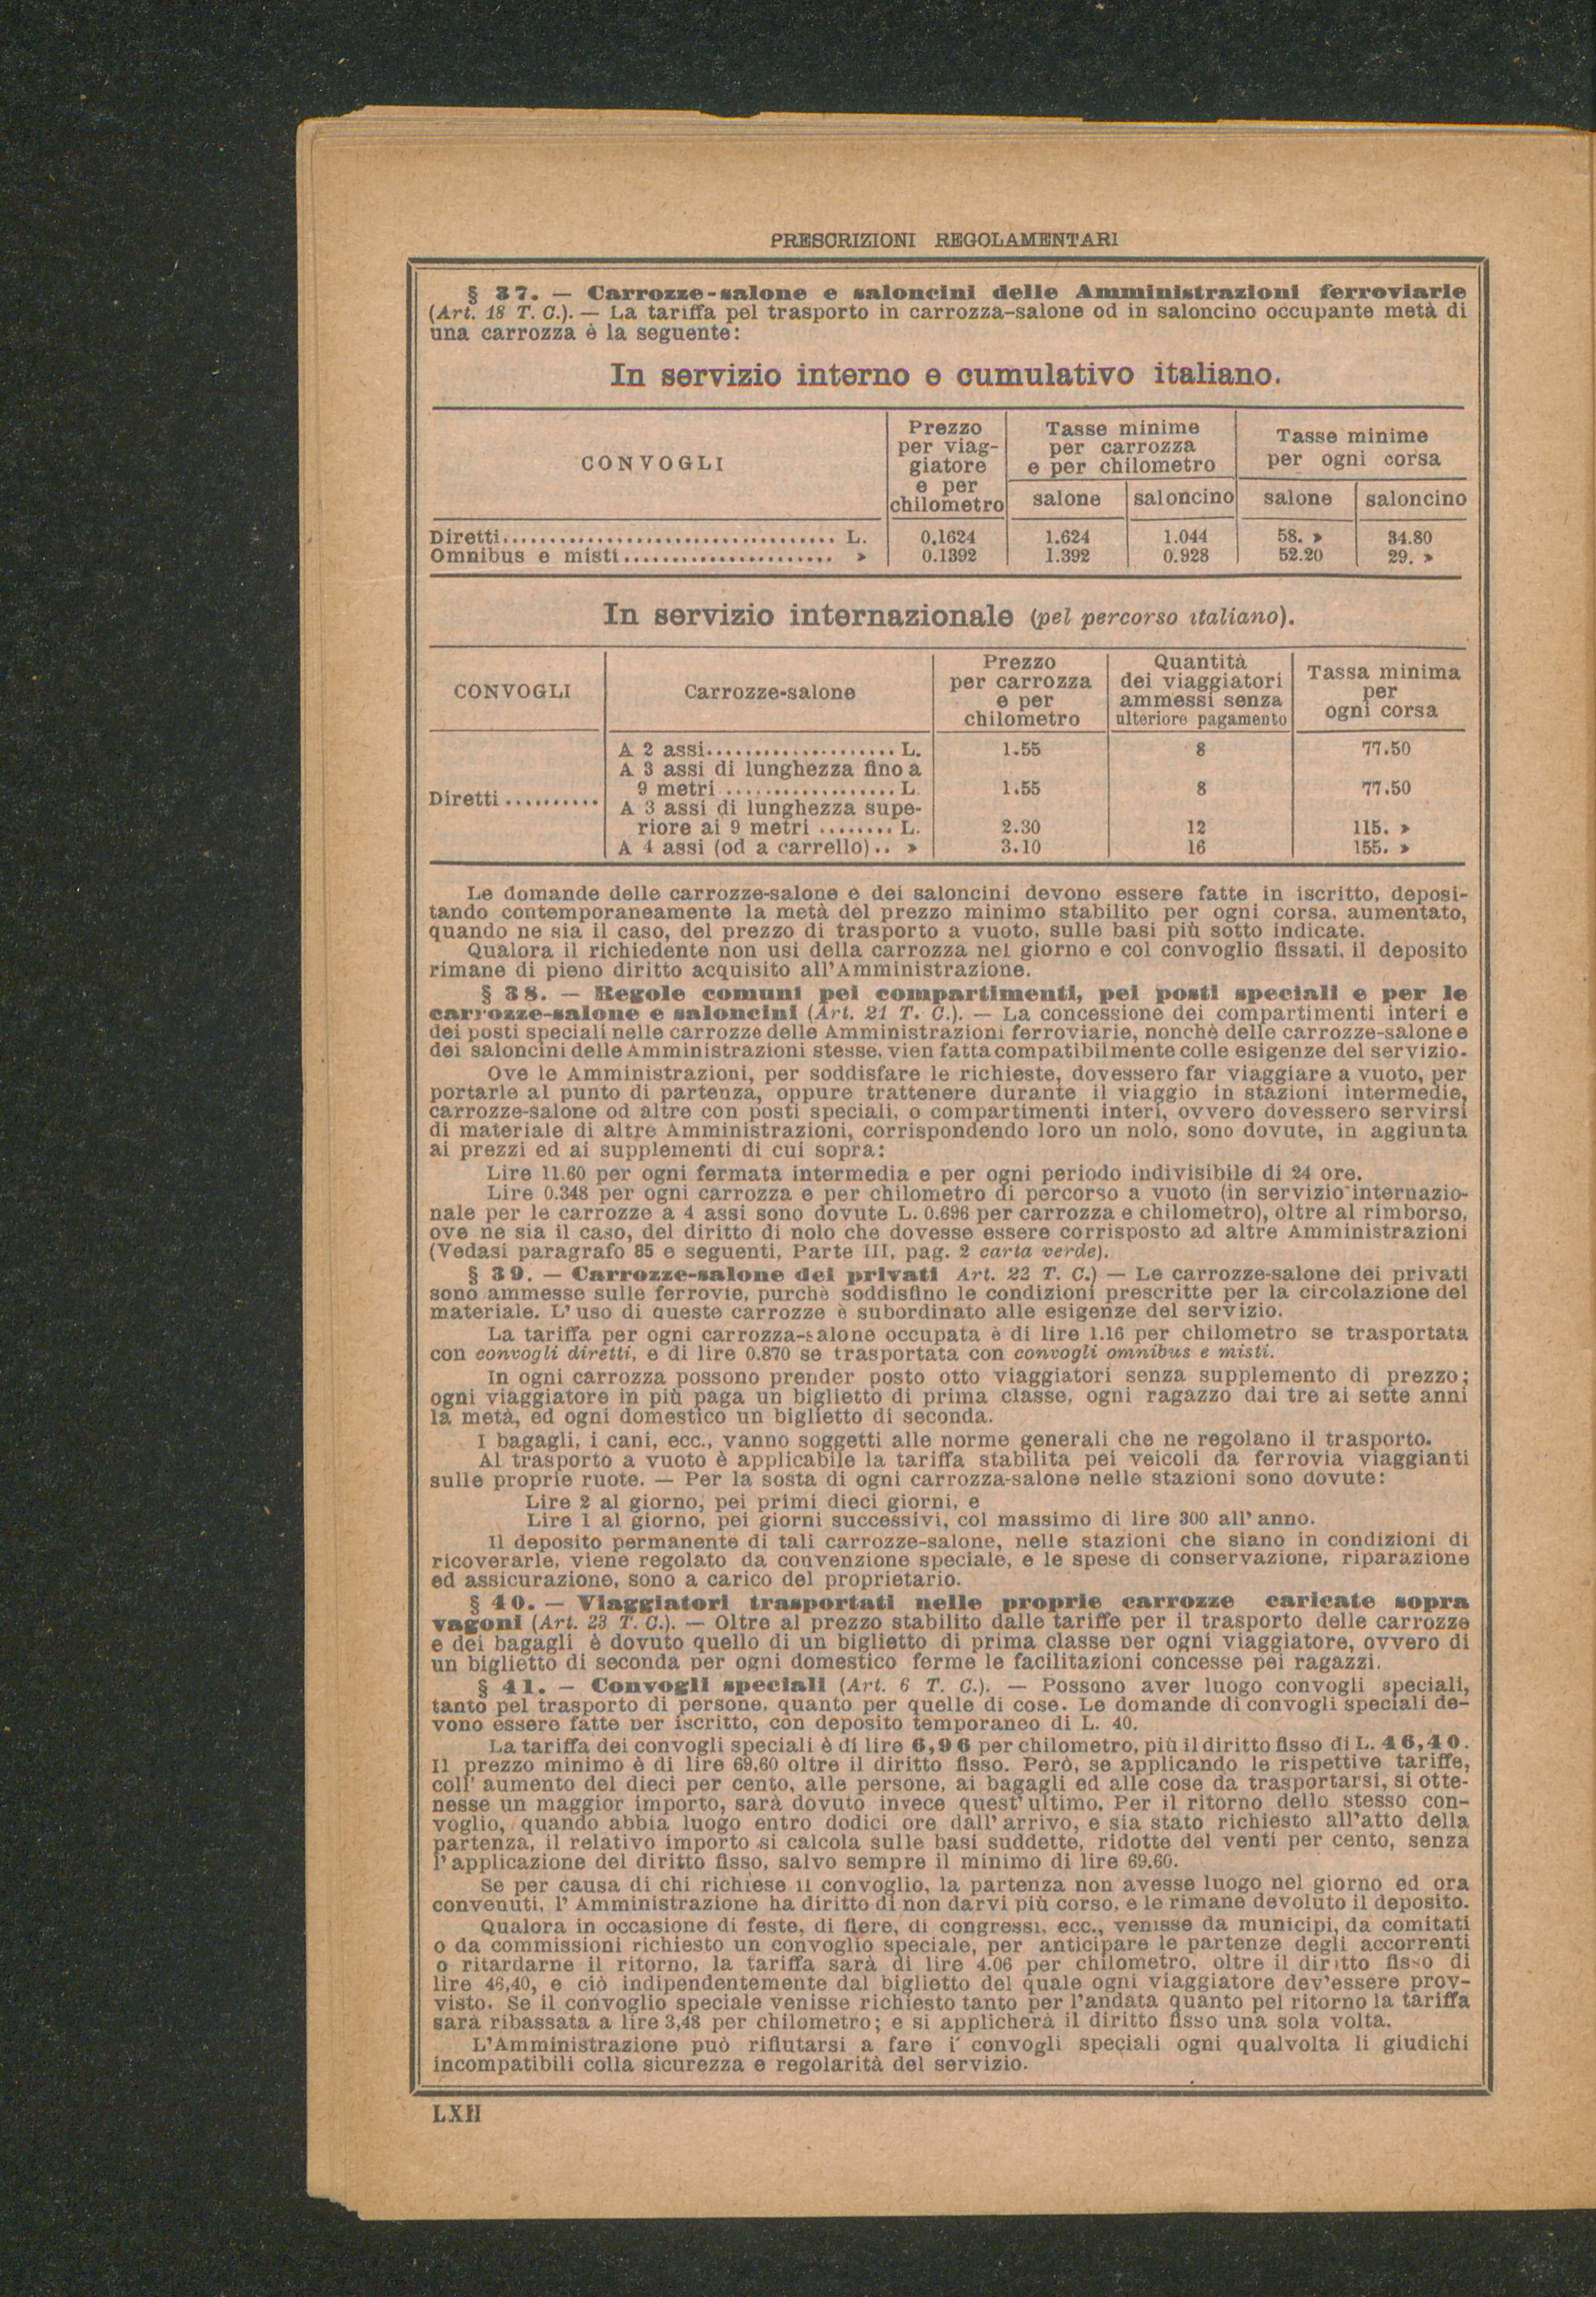 PRESCRIZIONI REGOLAMENTARI
§ 37. — Carrozze-salone e saloncini delle Amministrazioni ferroviarie
(Art. 18 T. C.). — La tariffa pel trasporto in carrozza-salone od in saloncino occupante metà di
una carrozza è la seguente:
In servizio interno e cumulativo italiano.
CONVOGLI
Prezzo
per viag-
giatore
e per
chilometro
Tasse minime
per carrozza
e per chilometro
salone saloncino
Tasse minime
per ogni corsa
salone saloncino
Diretti.................................. L. 0.1624 1.624 1.044 58. » 34.80
Omnibus e misti...................... » 0.1392 1.392 0.928 52.20 29. »
In servizio internazionale (pel percorso italiano).
CONVOGLI
Carrozze-salone
Prezzo
per carrozza
e per
chilometro
Quantità
dei viaggiatori
ammessi senza
ulteriore pagamento
Tassa minima
per
ogni corsa
Diretti ..........
A 2 assi.................... L. 1.55 8 77.50
A 3 assi di lunghezza fino a
9 metri .................. L. 1.55 8 77.50
A 3 assi di lunghezza supe-
riore ai 9 metri ........ L. 2.30 12 115. »
A 4 assi (od a carrello).. » 3.10 16 155. »
Le domande delle carrozze-salone e dei saloncini devono essere fatte in iscritto, deposi-
tando contemporaneamente la metà del prezzo minimo stabilito per ogni corsa, aumentato,
quando ne sia il caso, del prezzo di trasporto a vuoto, sulle basi più sotto indicate.
Qualora il richiedente non usi della carrozza nel giorno e col convoglio fissati, il deposito
rimane di pieno diritto acquisito all'Amministrazione.
§ 38. — Regole comuni pei compartimenti, pei posti speciali e per le
carrozze-salone e saloncini (Art. 21 T. C.). — La concessione dei compartimenti interi e
dei posti speciali nelle carrozze delle Amministrazioni ferroviarie, nonchè delle carrozze-salone e
dei saloncini delle Amministrazioni stesse, vien fatta compatibilmente colle esigenze del servizio.
Ove le Amministrazioni, per soddisfare le richieste, dovessero far viaggiare a vuoto, per
portarle al punto di partenza, oppure trattenere durante il viaggio in stazioni intermedie,
carrozze-salone od altre con posti speciali, o compartimenti interi, ovvero dovessero servirsi
di materiale di altre Amministrazioni, corrispondendo loro un nolo, sono dovute, in aggiunta
ai prezzi ed ai supplementi di cui sopra:
Lire 11.60 per ogni fermata intermedia e per ogni periodo indivisibile di 24 ore.
Lire 0.348 per ogni carrozza e per chilometro di percorso a vuoto (in servizio internazio-
nale per le carrozze a 4 assi sono dovute L. 0.696 per carrozza e chilometro), oltre al rimborso,
ove ne sia il caso, del diritto di nolo che dovesse essere corrisposto ad altre Amministrazioni
(Vedasi paragrafo 85 e seguenti, Parte III, pag. 2 carta verde).
§ 39. — Carrozze-salone dei privati Art. 22 T. C.) — Le carrozze-salone dei privati
sono ammesse sulle ferrovie, purchè soddisfino le condizioni prescritte per la circolazione del
materiale. L' uso di queste carrozze è subordinato alle esigenze del servizio.
La tariffa per ogni carrozza-salone occupata è di lire 1.16 per chilometro se trasportata
con convogli diretti, e di lire 0.870 se trasportata con convogli omnibus e misti.
In ogni carrozza possono prender posto otto viaggiatori senza supplemento di prezzo;
ogni viaggiatore in più paga un biglietto di prima classe, ogni ragazzo dai tre ai sette anni
la metà, ed ogni domestico un biglietto di seconda.
I bagagli, i cani, ecc., vanno soggetti alle norme generali che ne regolano il trasporto.
Al trasporto a vuoto è applicabile la tariffa stabilita pei veicoli da ferrovia viaggianti
sulle proprie ruote. — Per la sosta di ogni carrozza-salone nelle stazioni sono dovute:
Lire 2 al giorno, pei primi dieci giorni, e
Lire 1 al giorno, pei giorni successivi, col massimo di lire 300 all' anno.
Il deposito permanente di tali carrozze-salone, nelle stazioni che siano in condizioni di
ricoverarle, viene regolato da convenzione speciale, e le spese di conservazione, riparazione
ed assicurazione, sono a carico del proprietario.
§ 40. — Viaggiatori trasportati nelle proprie carrozze caricate sopra
vagoni (Art. 23 T. C.). — Oltre al prezzo stabilito dalle tariffe per il trasporto delle carrozze
e dei bagagli è dovuto quello di un biglietto di prima classe per ogni viaggiatore, ovvero di
un biglietto di seconda per ogni domestico ferme le facilitazioni concesse pei ragazzi.
§ 41. — Convogli speciali (Art. 6 T. C.). — Possono aver luogo convogli speciali,
tanto pel trasporto di persone, quanto per quelle di cose. Le domande di convogli speciali de-
vono essere fatte per iscritto, con deposito temporaneo di L. 40.
La tariffa dei convogli speciali è di lire 6,96 per chilometro, più il diritto fisso di L. 46,40.
Il prezzo minimo è di lire 69,60 oltre il diritto fisso. Però, se applicando le rispettive tariffe,
coll' aumento del dieci per cento, alle persone, ai bagagli ed alle cose da trasportarsi, si otte-
nesse un maggior importo, sarà dovuto invece quest' ultimo. Per il ritorno dello stesso con-
voglio, quando abbia luogo entro dodici ore dall' arrivo, e sia stato richiesto all'atto della
partenza, il relativo importo si calcola sulle basi suddette, ridotte del venti per cento, senza
l' applicazione del diritto fisso, salvo sempre il minimo di lire 69.60.
Se per causa di chi richiese il convoglio, la partenza non avesse luogo nel giorno ed ora
convenuti, l' Amministrazione ha diritto di non darvi più corso, e le rimane devoluto il deposito.
Qualora in occasione di feste, di fiere, di congressi, ecc., venisse da municipi, da comitati
o da commissioni richiesto un convoglio speciale, per anticipare le partenze degli accorrenti
o ritardarne il ritorno, la tariffa sarà di lire 4.06 per chilometro, oltre il diritto fisso di
lire 46,40, e ciò indipendentemente dal biglietto del quale ogni viaggiatore dev'essere prov-
visto. Se il convoglio speciale venisse richiesto tanto per l'andata quanto pel ritorno la tariffa
sarà ribassata a lire 3,48 per chilometro; e si applicherà il diritto fisso una sola volta.
L'Amministrazione può rifiutarsi a fare i convogli speciali ogni qualvolta li giudichi
incompatibili colla sicurezza e regolarità del servizio.
LXII